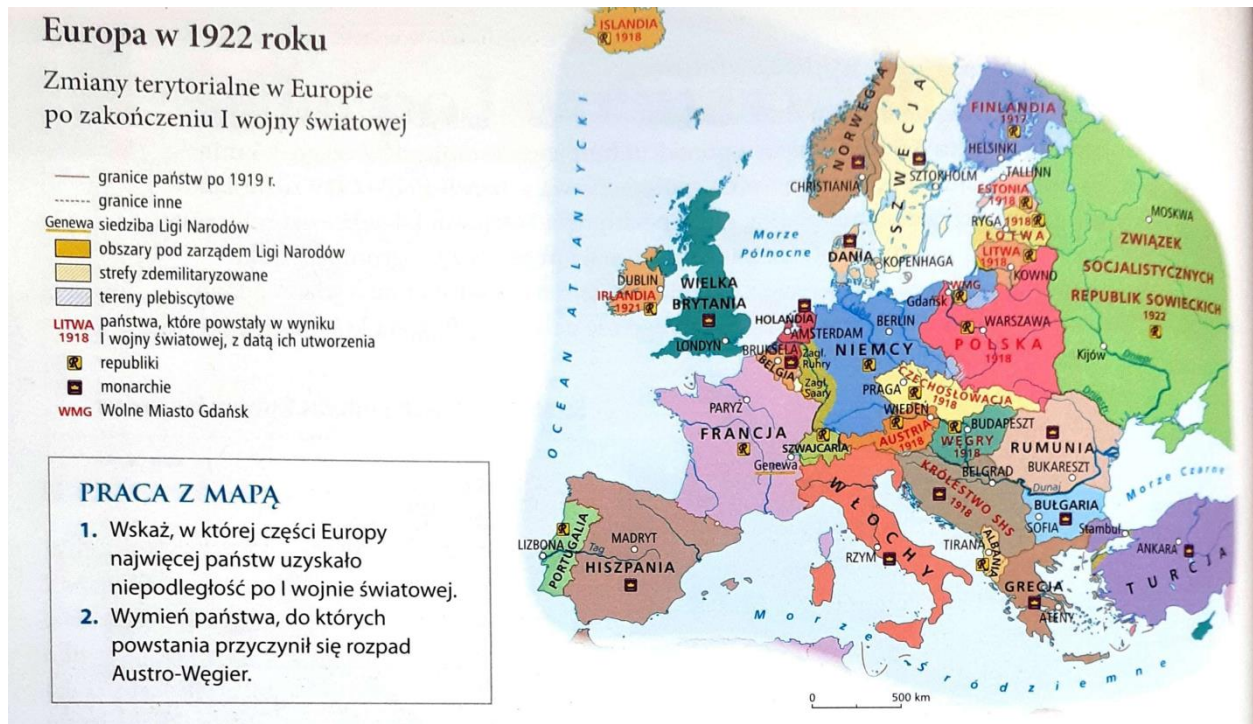 Europa w 1922 roku
Zmiany terytorialne w Europie
po zakończeniu I wojny światowej
granice państw po 1919 r.
granice inne
Genewa siedziba Ligi Narodów
obszary pod zarządem Ligi Narodów
strefy zdemilitaryzowane
tereny plebiscytowe
LITWA 1918 państwa, które powstały w wyniku
I wojny światowej, z datą ich utworzenia
R republiki
monarchie
WMG Wolne Miasto Gdańsk
PRACA Z MAPĄ
1. Wskaż, w której części Europy
najwięcej państw uzyskało
niepodległość po I wojnie światowej.
2. Wymień państwa, do których
powstania przyczynił się rozpad
Austro-Węgier.
ISLANDIA
R 1918
OCEAN ATLANTYCKI
NORWEGIA
CHRISTIANIA
SZWECJA
SZTOKHOLM
FINLANDIA
1917
R
HELSINKI
TALLINN
ESTONIA
1918 R
RYGA 1918 R
ŁOTWA
LITWA
1918 R
KOWNO
MOSKWA
ZWIĄZEK
SOCJALISTYCZNYCH
REPUBLIK SOWIECKICH
1922
R
Kijów
Dniepr
Morze
Północne
DANIA
KOPENHAGA
DUBLIN
IRLANDIA
1921 R
WIELKA
BRYTANIA
LONDYN
HOLANDIA
AMSTERDAM
BRUKSELA
BELGIA
Zagł.
Ruhry
Zagł.
Saary
BERLIN
NIEMCY
R
WMG
Gdańsk R
WARSZAWA
R
POLSKA
1918
PRAGA
CZECHOSŁOWACJA
R 1918
WIEDEŃ
R
AUSTRIA
1918
BUDAPESZT
R
WĘGRY
1918
RUMUNIA
BUKARESZT
Dunaj
PARYŻ
FRANCJA
R
SZWAJCARIA
R
Genewa
WŁOCHY
RZYM
BELGRAD
KRÓLESTWO SHS
1918
BUŁGARIA
SOFIA
Morze Czarne
Stambuł
ANKARA
TURCJA
TIRANA
ALBANIA
R
GRECJA
ATENY
LIZBONA
PORTUGALIA
R
Tag
MADRYT
HISZPANIA
Morze Śródziemne
0 500 km